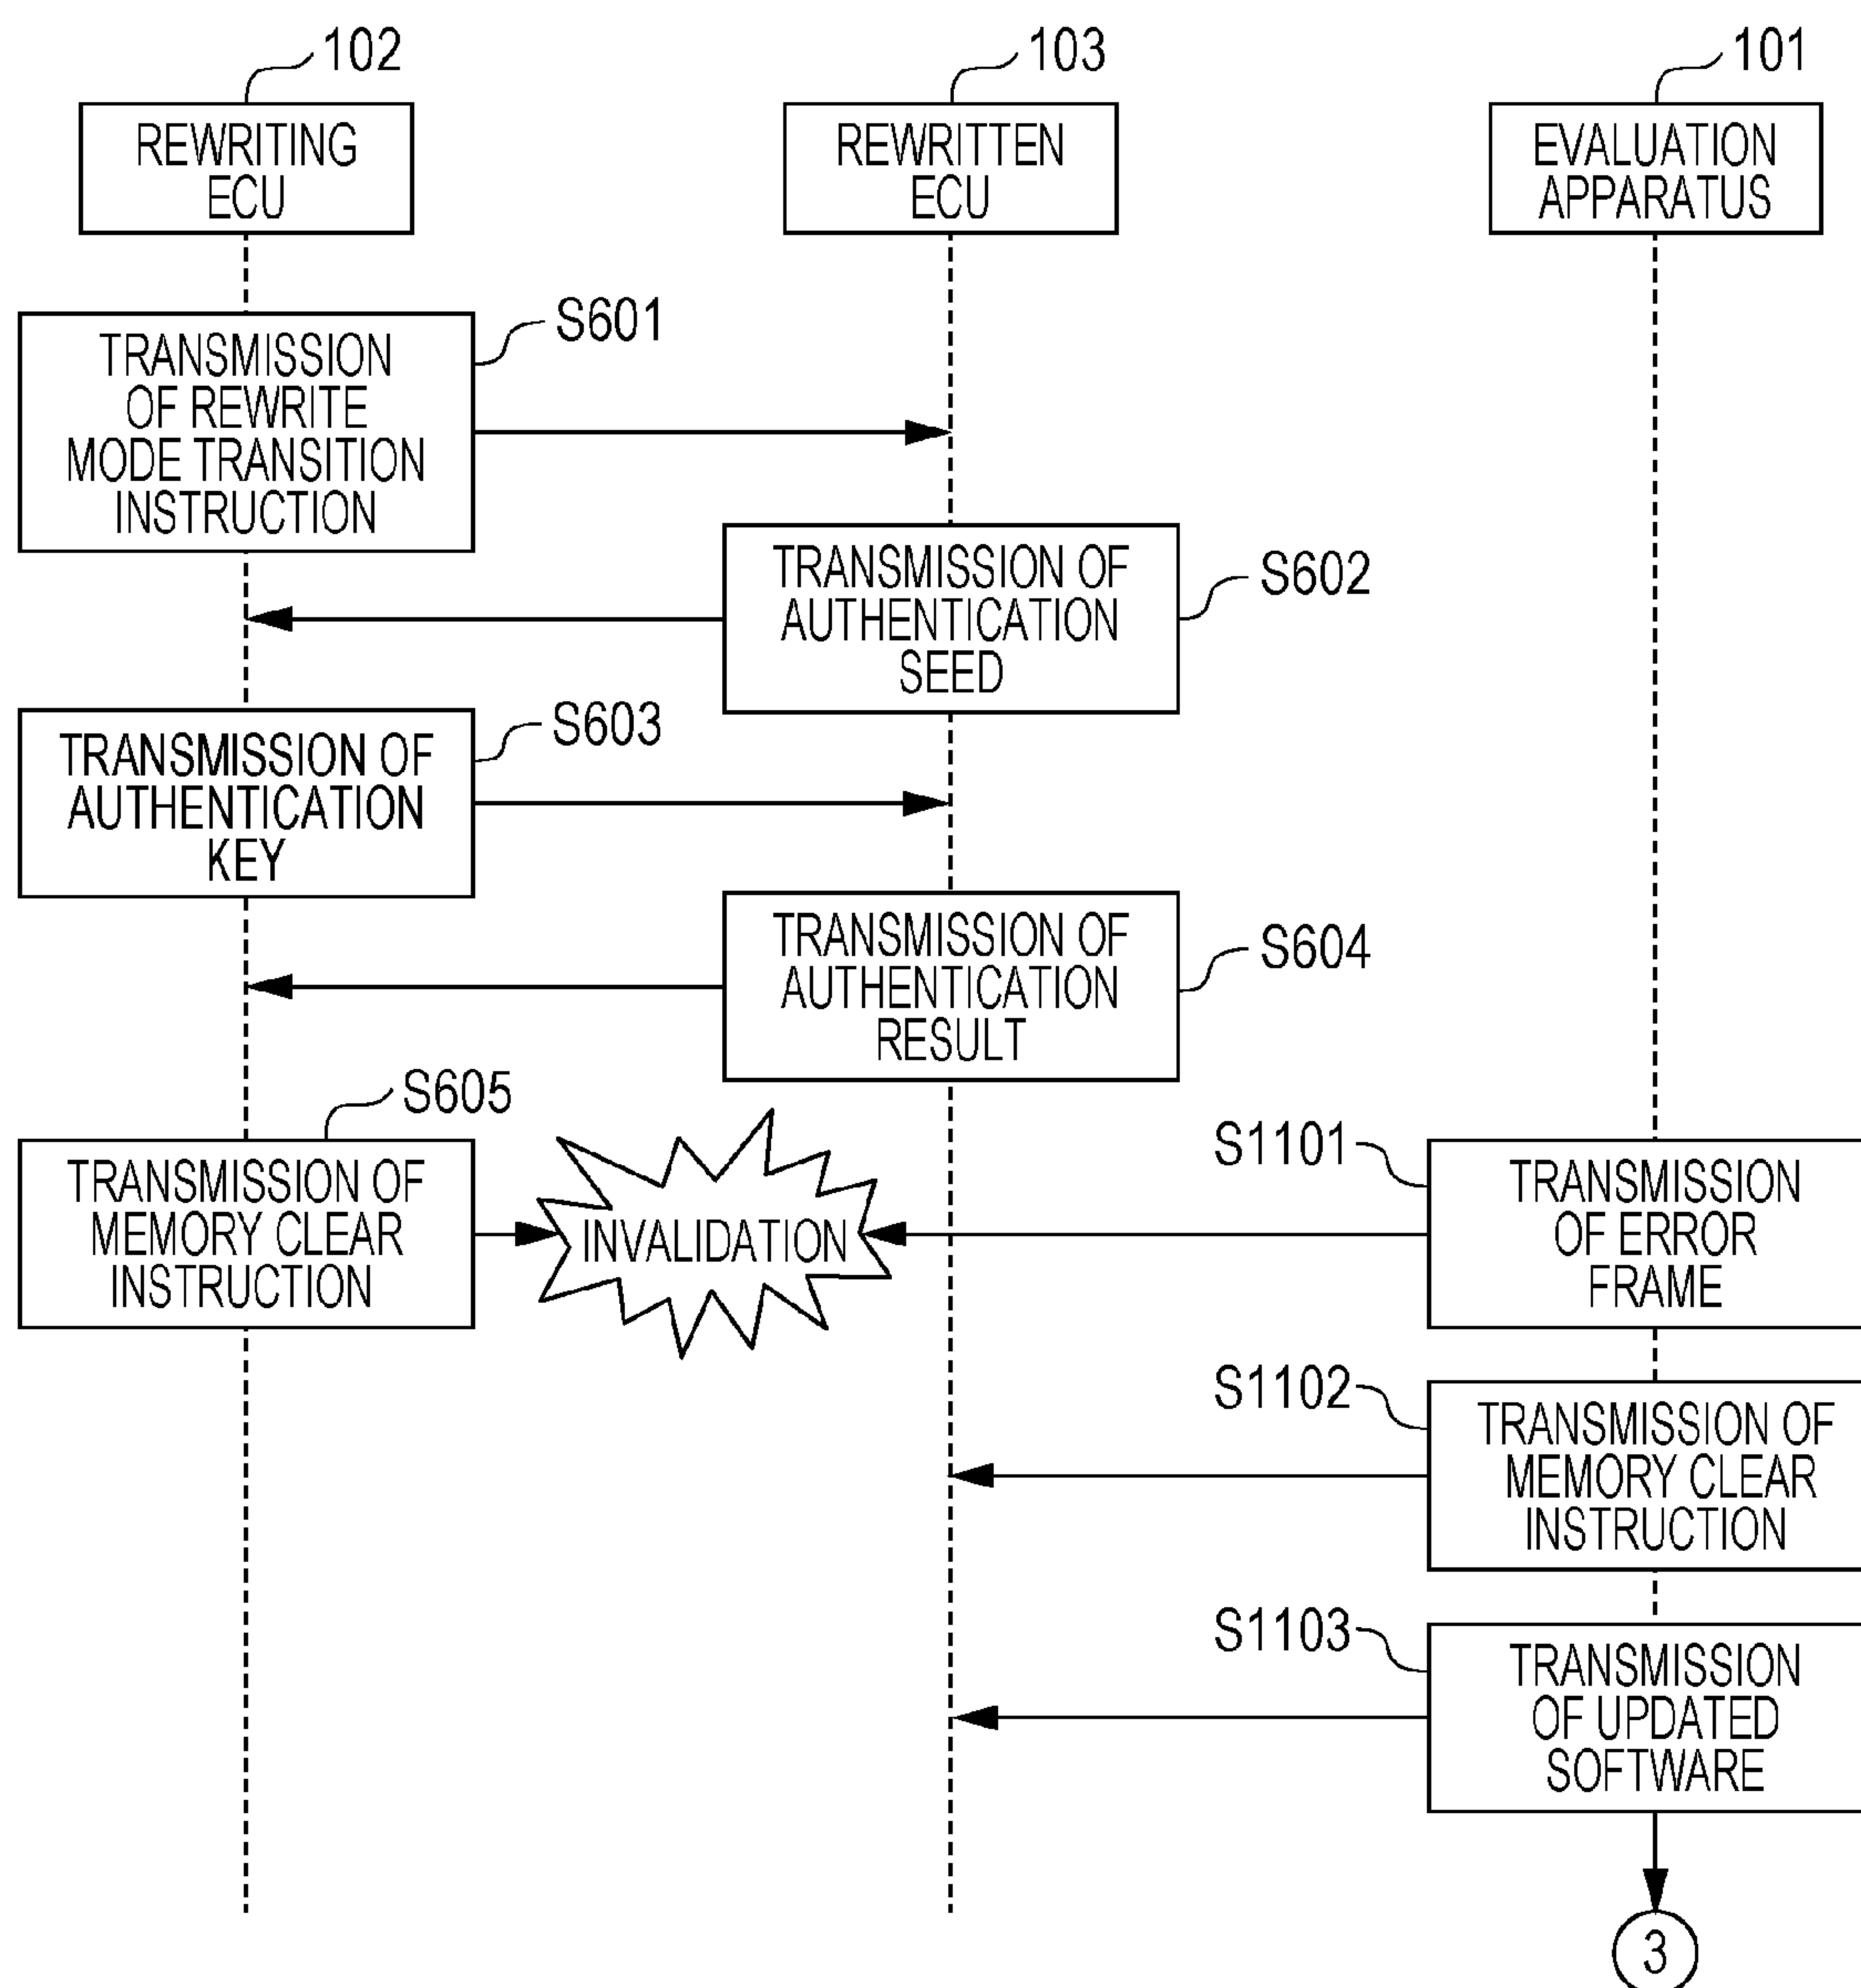 102
103
101
REWRITING
ECU
REWRITTEN
ECU
EVALUATION
APPARATUS
S601
TRANSMISSION
OF REWRITE
MODE TRANSITION
INSTRUCTION
S602
TRANSMISSION OF
AUTHENTICATION
SEED
S603
TRANSMISSION OF
AUTHENTICATION
KEY
S604
TRANSMISSION OF
AUTHENTICATION
RESULT
S605
TRANSMISSION OF
MEMORY CLEAR
INSTRUCTION
INVALIDATION
S1101
TRANSMISSION
OF ERROR
FRAME
S1102
TRANSMISSION OF
MEMORY CLEAR
INSTRUCTION
S1103
TRANSMISSION
OF UPDATED
SOFTWARE
3